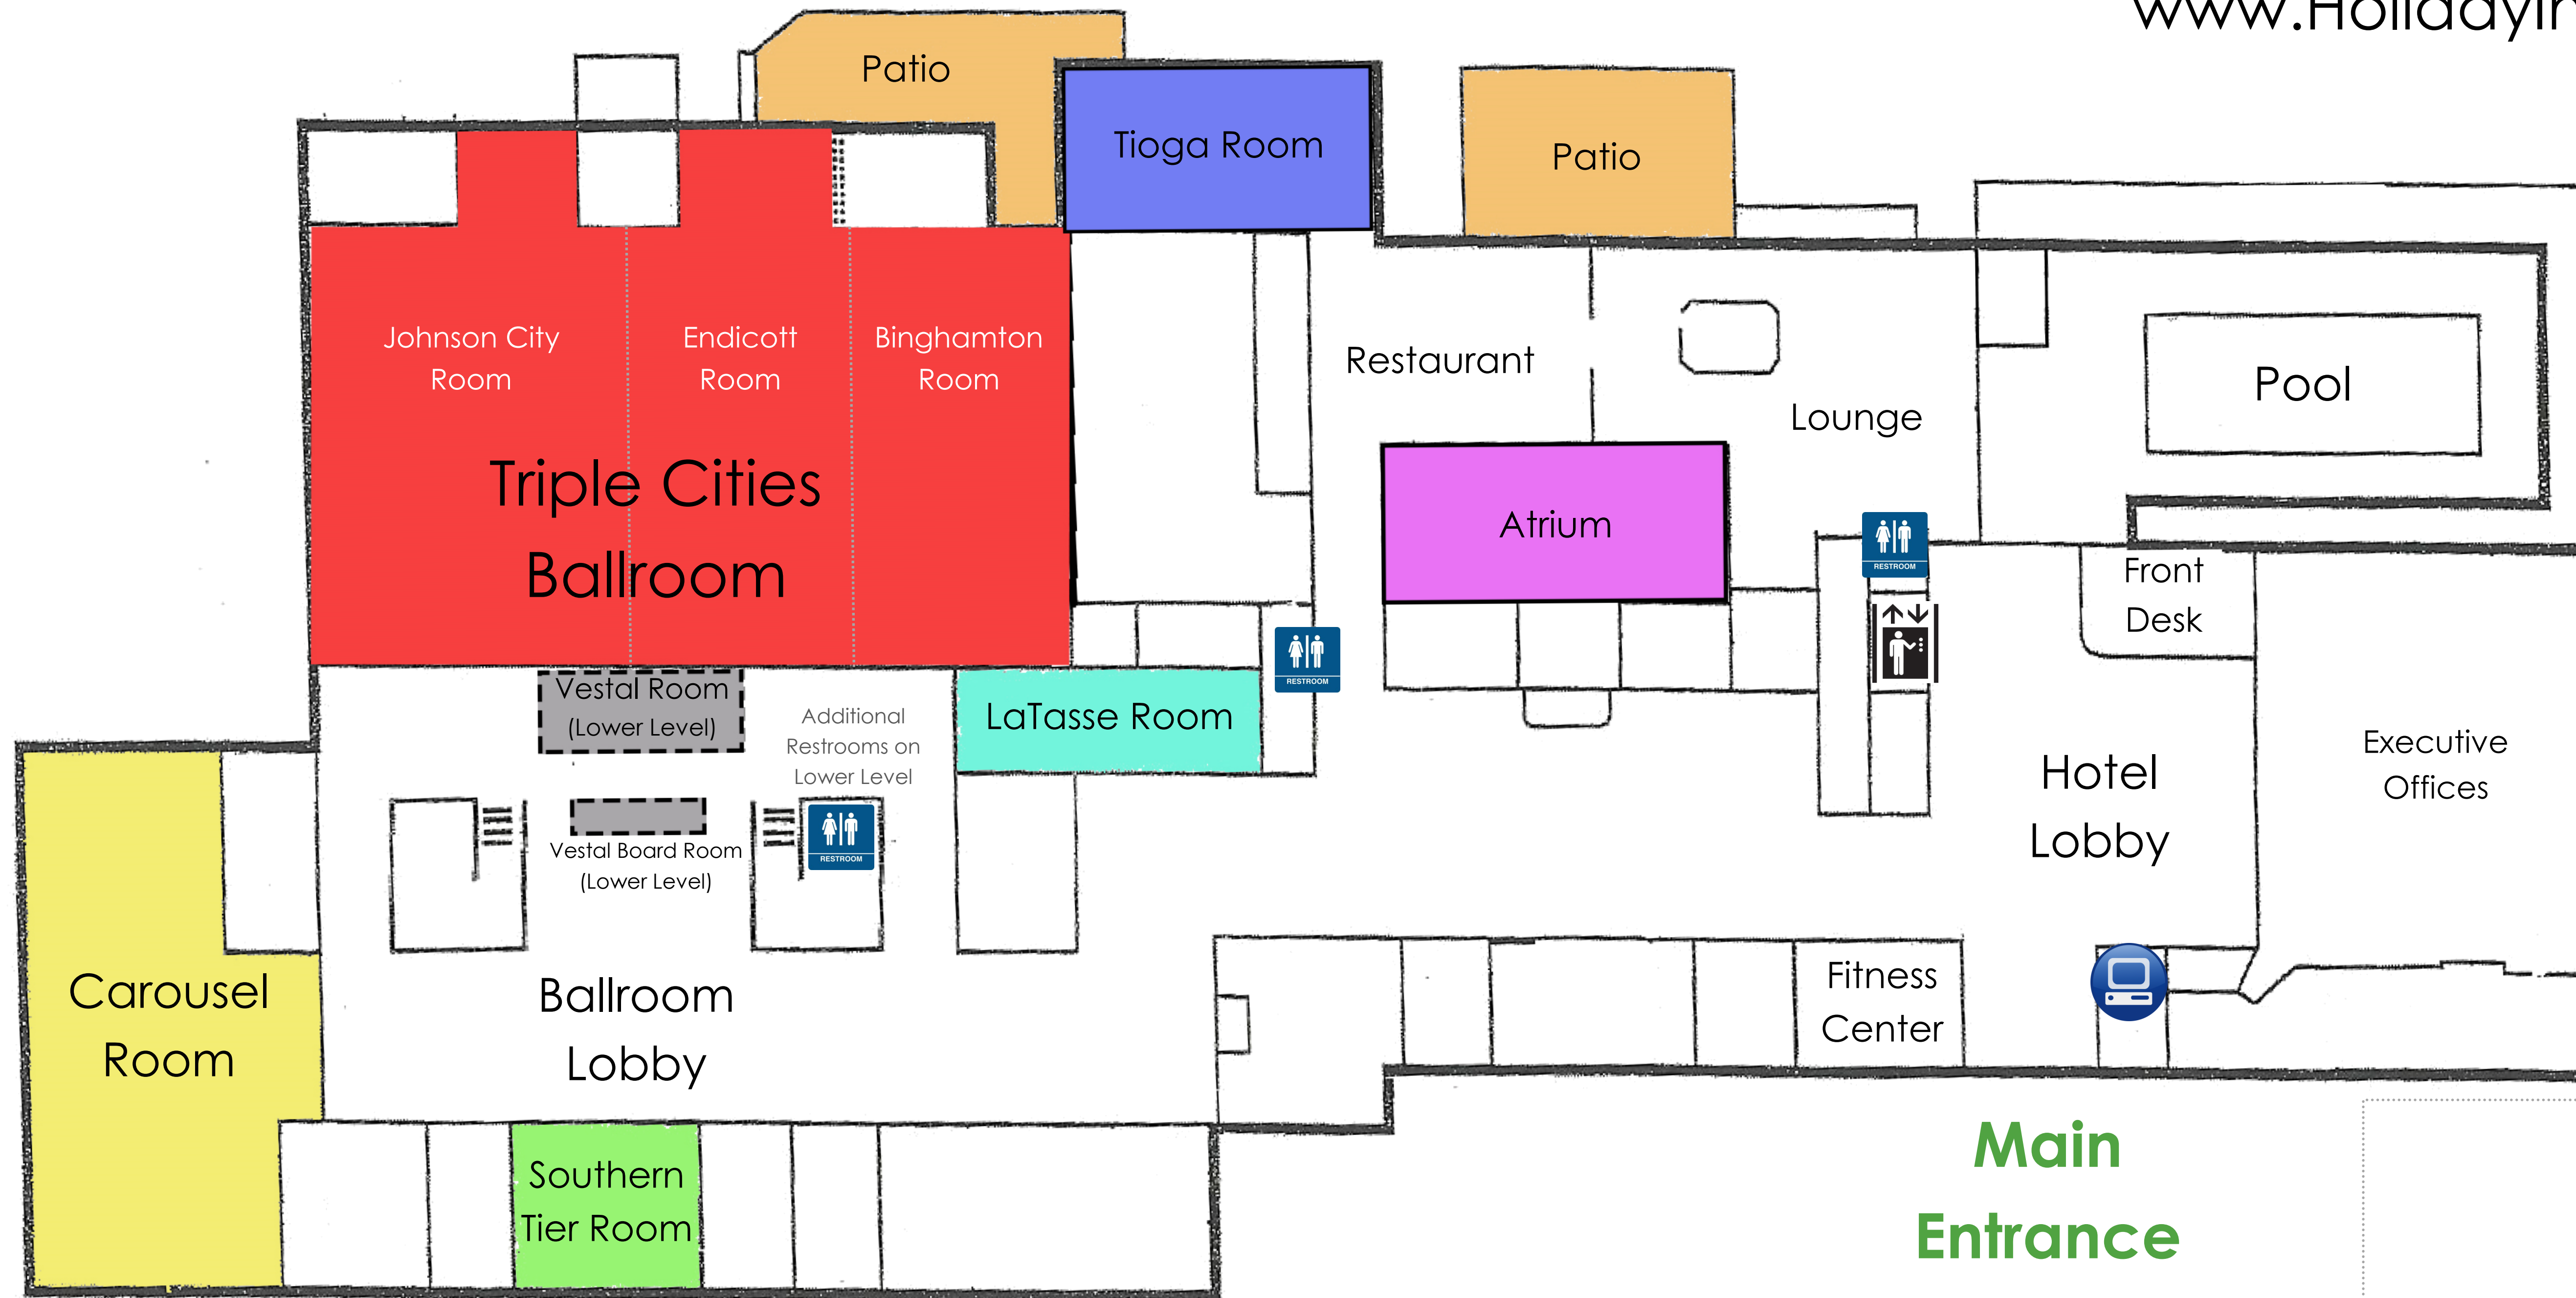 www.HolidayIn
Patio
Tioga Room
Patio
Johnson City
Room
Endicott
Room
Binghamton
Room
Triple Cities
Ballroom
Restaurant
Lounge
Pool
Atrium
RESTROOM
Front
Desk
RESTROOM
Vestal Room
(Lower Level)
Additional
Restrooms on
Lower Level
LaTasse Room
Executive
Offices
Hotel
Lobby
Vestal Board Room
(Lower Level)
RESTROOM
Carousel
Room
Ballroom
Lobby
Fitness
Center
Southern
Tier Room
Main
Entrance